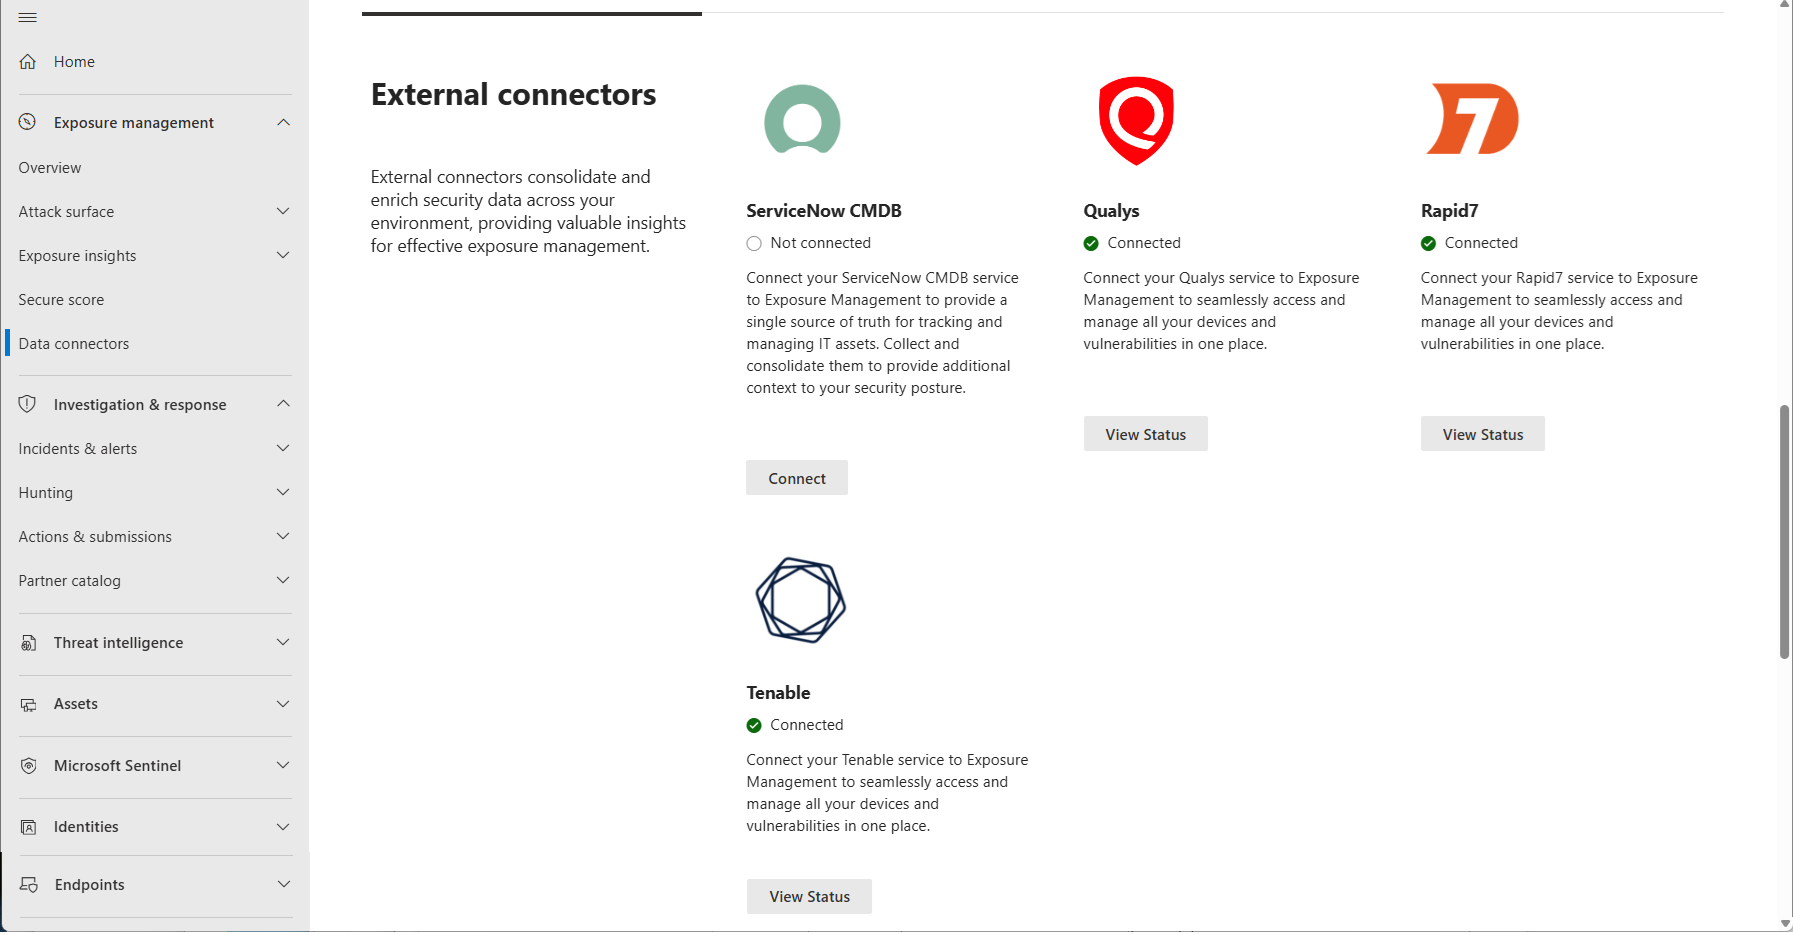 Home
Exposure management
Overview
Attack surface
Exposure insights
Secure score
Data connectors
Investigation & response
Incidents & alerts
Hunting
Actions & submissions
Partner catalog
Threat intelligence
Assets
Microsoft Sentinel
Identities
Endpoints
External connectors
External connectors consolidate and
enrich security data across your
environment, providing valuable insights
for effective exposure management.
ServiceNow CMDB
Not connected
Connect your ServiceNow CMDB service
to Exposure Management to provide a
single source of truth for tracking and
managing IT assets. Collect and
consolidate them to provide additional
context to your security posture.
Connect
Qualys
Connected
Connect your Qualys service to Exposure
Management to seamlessly access and
manage all your devices and
vulnerabilities in one place.
View Status
7
Rapid7
Connected
Connect your Rapid7 service to Exposure
Management to seamlessly access and
manage all your devices and
vulnerabilities in one place.
View Status
Tenable
Connected
Connect your Tenable service to Exposure
Management to seamlessly access and
manage all your devices and
vulnerabilities in one place.
View Status